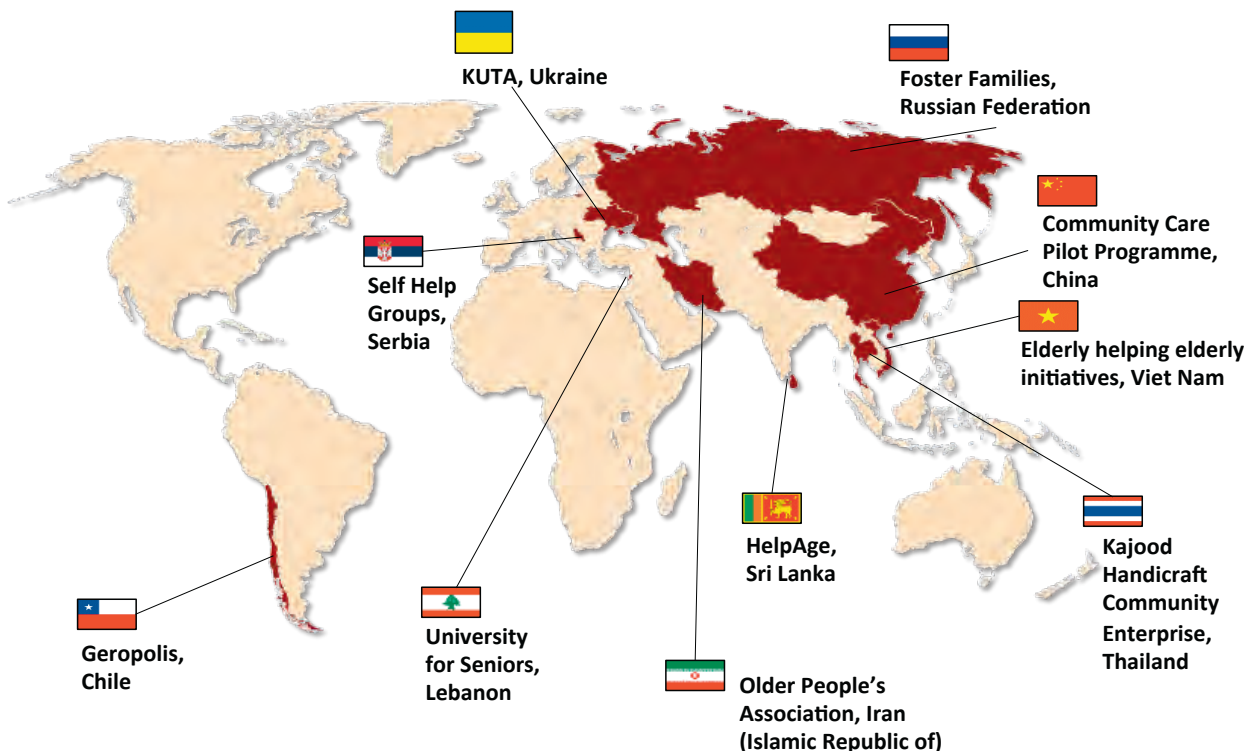 KUTA, Ukraine
Foster Families,
Russian Federation
Community Care
Pilot Programme,
China
Self Help
Groups,
Serbia
Elderly helping elderly
initiatives, Viet Nam
HelpAge,
Sri Lanka
Kajood
Handicraft
Community
Enterprise,
Thailand
University
for Seniors,
Lebanon
Geropolis,
Chile
Older People’s
Association, Iran
(Islamic Republic of)